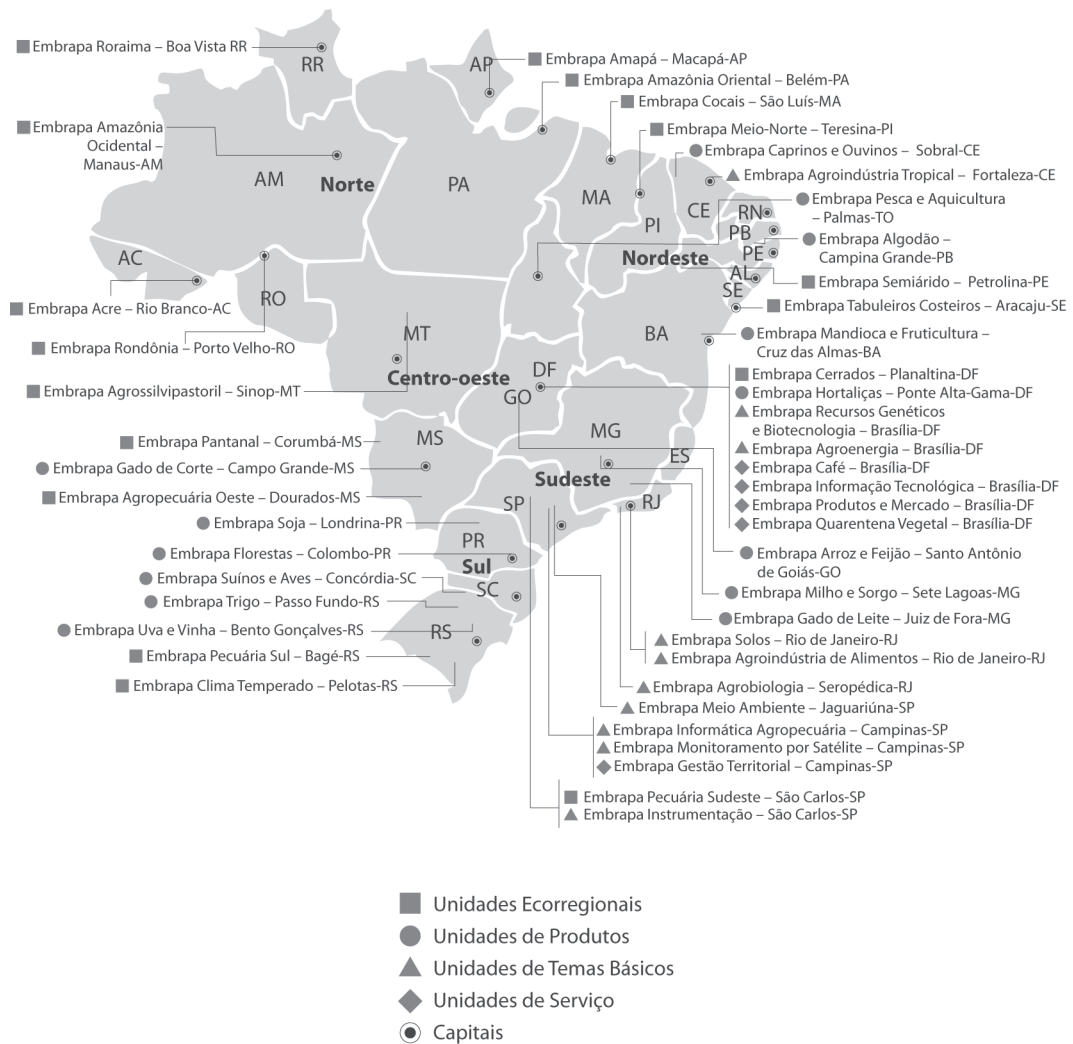 Embrapa Roraima – Boa Vista RR
Embrapa Amazônia
Ocidental –
Manaus-AM
Embrapa Acre – Rio Branco-AC
Embrapa Rondônia – Porto Velho-RO
Embrapa Agrossilvipastoril – Sinop-MT
Embrapa Pantanal – Corumbá-MS
Embrapa Gado de Corte – Campo Grande-MS
Embrapa Agropecuária Oeste – Dourados-MS
Embrapa Soja – Londrina-PR
Embrapa Florestas – Colombo-PR
Embrapa Suínos e Aves – Concórdia-SC
Embrapa Trigo – Passo Fundo-RS
Embrapa Uva e Vinha – Bento Gonçalves-RS
Embrapa Pecuária Sul – Bagé-RS
Embrapa Clima Temperado – Pelotas-RS
RR
AP
AM
Norte
PA
MA
PI
CE
RN
PB
PE
AL
SE
Nordeste
AC
RO
MT
BA
Centro-oeste
DF
GO
MS
MG
ES
Sudeste
SP
RJ
PR
Sul
SC
RS
Embrapa Amapá – Macapá-AP
Embrapa Amazônia Oriental – Belém-PA
Embrapa Cocais – São Luís-MA
Embrapa Meio-Norte – Teresina-PI
Embrapa Caprinos e Ouvinos – Sobral-CE
Embrapa Agroindústria Tropical – Fortaleza-CE
Embrapa Pesca e Aquicultura
– Palmas-TO
Embrapa Algodão –
Campina Grande-PB
Embrapa Semiárido – Petrolina-PE
Embrapa Tabuleiros Costeiros – Aracaju-SE
Embrapa Mandioca e Fruticultura –
Cruz das Almas-BA
Embrapa Cerrados – Planaltina-DF
Embrapa Hortaliças – Ponte Alta-Gama-DF
Embrapa Recursos Genéticos
e Biotecnologia – Brasília-DF
Embrapa Agroenergia – Brasília-DF
Embrapa Café – Brasília-DF
Embrapa Informação Tecnológica – Brasília-DF
Embrapa Produtos e Mercado – Brasília-DF
Embrapa Quarentena Vegetal – Brasília-DF
Embrapa Arroz e Feijão – Santo Antônio
de Goiás-GO
Embrapa Milho e Sorgo – Sete Lagoas-MG
Embrapa Gado de Leite – Juiz de Fora-MG
Embrapa Solos – Rio de Janeiro-RJ
Embrapa Agroindústria de Alimentos – Rio de Janeiro-RJ
Embrapa Agrobiologia – Seropédica-RJ
Embrapa Meio Ambiente – Jaguariúna-SP
Embrapa Informática Agropecuária – Campinas-SP
Embrapa Monitoramento por Satélite – Campinas-SP
Embrapa Gestão Territorial – Campinas-SP
Embrapa Pecuária Sudeste – São Carlos-SP
Embrapa Instrumentação – São Carlos-SP
Unidades Ecorregionais
Unidades de Produtos
Unidades de Temas Básicos
Unidades de Serviço
Capitais